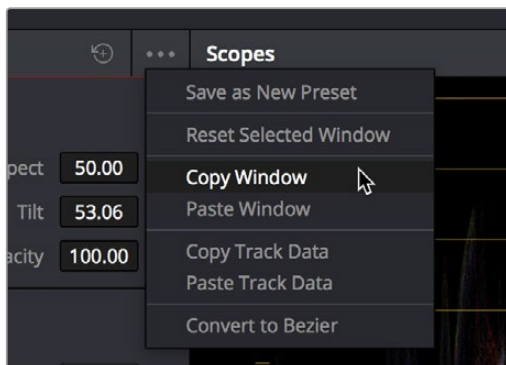 Scopes
Save as New Preset
Reset Selected Window
pect 50.00
Copy Window
Tilt 53.06
Paste Window
acity 100.00
Copy Track Data
Paste Track Data
Convert to Bezier